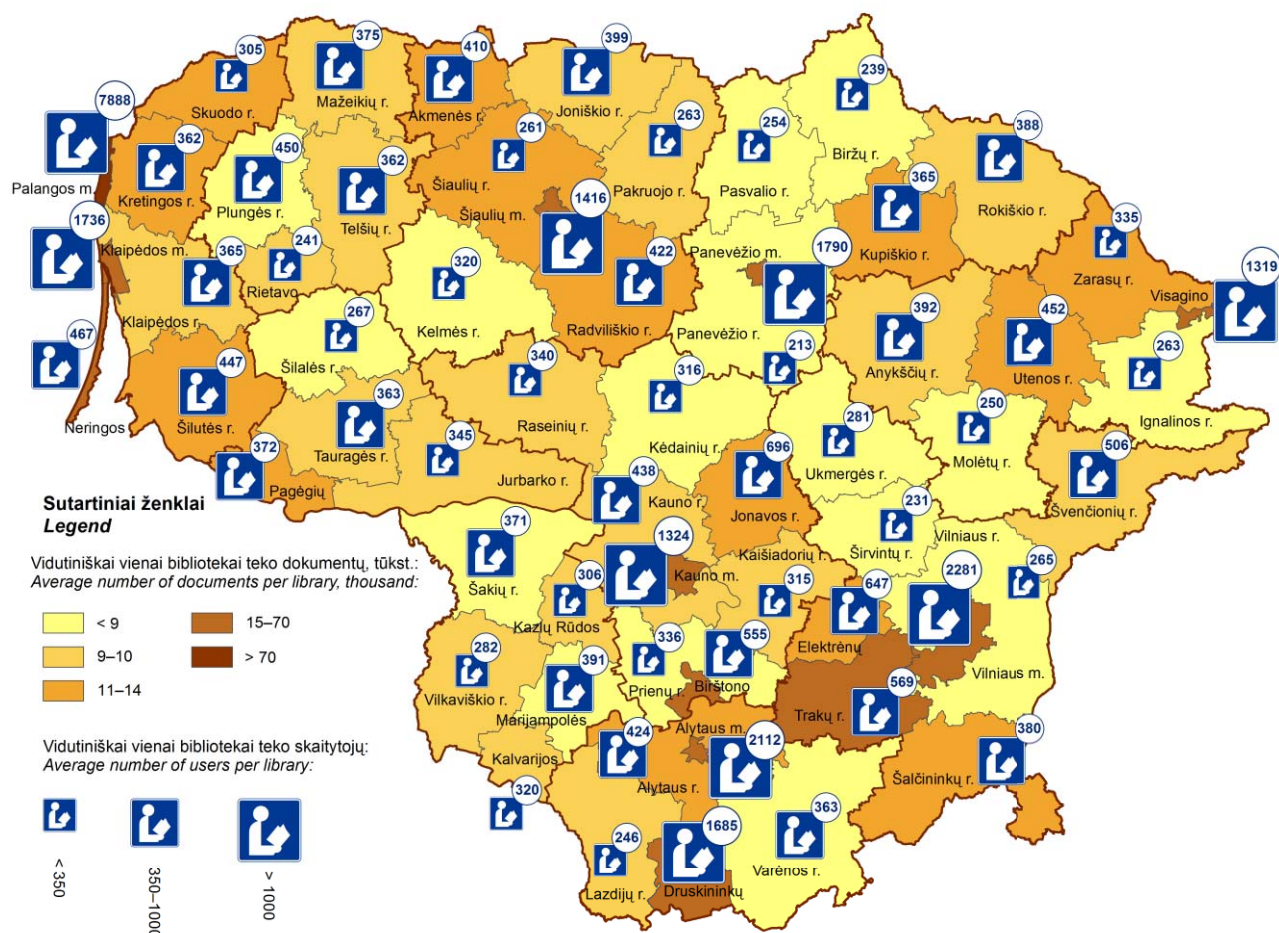 375
305
410
399
239
Skuodo r.
Mažeikių r.
Akmenės r.
Joniškio r.
7888
362
450
362
261
263
254
Biržų r.
388
Palangos m.
Kretingos r.
Plungės r.
Telšių r.
Šiaulių r.
Pakruojo r.
Pasvalio r.
365
Rokiškio r.
1736
Klaipėdos m.
365
241
Rietavo
Šiaulių m.
1416
422
Panevėžio m.
1790
Kupiškio r.
335
Zarasų r.
Visagino
1319
Klaipėdos r.
320
Kelmės r.
Radviliškio r.
Panevėžio r.
392
Anykščių r.
452
Utenos r.
467
447
267
Šilalės r.
340
316
213
263
Ignalinos r.
Neringos
Šilutės r.
363
Tauragės r.
Raseinių r.
Kėdainių r.
281
Ukmergės r.
250
Molėtų r.
372
Pagėgių
345
Jurbarko r.
438
Kauno r.
696
Jonavos r.
506
Švenčionių r.
231
Širvintų r.
Vilniaus r.
265
371
Šakių r.
1324
Kauno m.
Kaišiadorių r.
315
647
Elektrėnų
2281
Vilniaus m.
306
Kazlų Rūdos
282
Vilkaviškio r.
391
Marijampolės
336
Prienų r.
555
Birštono
569
Trakų r.
Kalvarijos
320
424
Alytaus m.
2112
Alytaus r.
380
Šalčininkų r.
246
Lazdijų r.
1685
Druskininkų
363
Varėnos r.
Sutartiniai ženklai
Legend
Vidutiniškai vienai bibliotekai teko dokumentų, tūkst.:
Average number of documents per library, thousand:
< 9
15–70
9–10
> 70
11–14
Vidutiniškai vienai bibliotekai teko skaitytojų:
Average number of users per library:
< 350
350–1000
> 1000